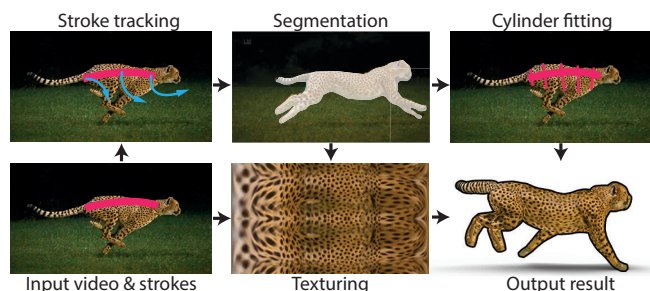 Stroke tracking
Segmentation
Cylinder fitting
Input video & strokes
Texturing
Output result